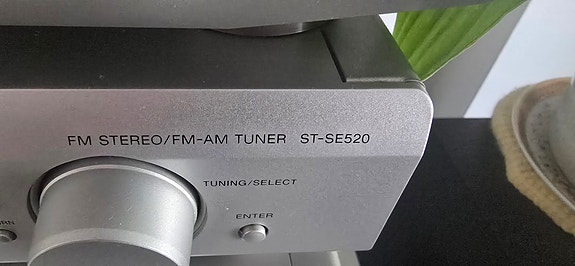 FM STEREO/FM-AM TUNER ST-SE520
TUNING/SELECT
ENTER